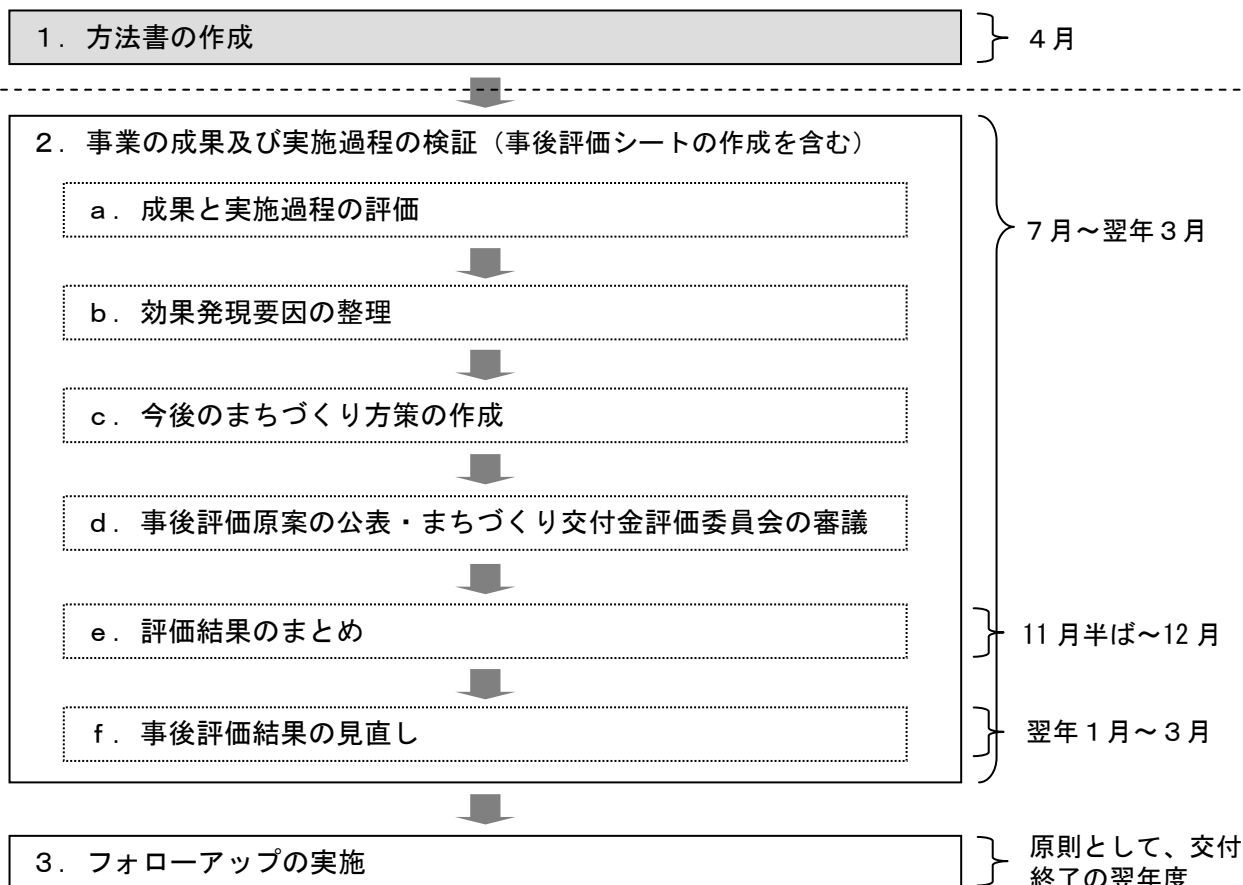 １．方法書の作成
４月
２．事業の成果及び実施過程の検証（事後評価シートの作成を含む）
７月～翌年３月
ａ．成果と実施過程の評価
ｂ．効果発現要因の整理
ｃ．今後のまちづくり方策の作成
ｄ．事後評価原案の公表・まちづくり交付金評価委員会の審議
ｅ．評価結果のまとめ
11月半ば～12月
ｆ．事後評価結果の見直し
翌年１月～３月
３．フォローアップの実施
原則として、交付
終了の翌年度